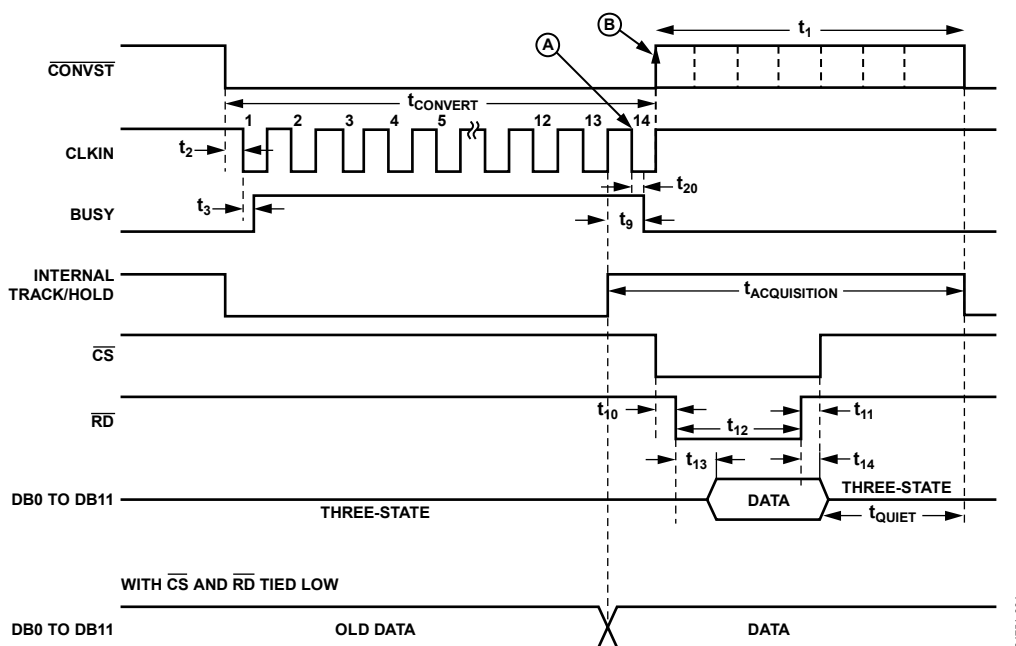 B
A
t1
CONVST
tCONVERT
1 2 3 4 5 12 13 14
t2
CLKIN
t20
t3
t9
BUSY
INTERNAL
TRACK/HOLD
tACQUISITION
CS
t10
t11
t12
RD
t13
t14
DB0 TO DB11
THREE-STATE
DATA
THREE-STATE
tQUIET
WITH CS AND RD TIED LOW
DB0 TO DB11
OLD DATA
DATA